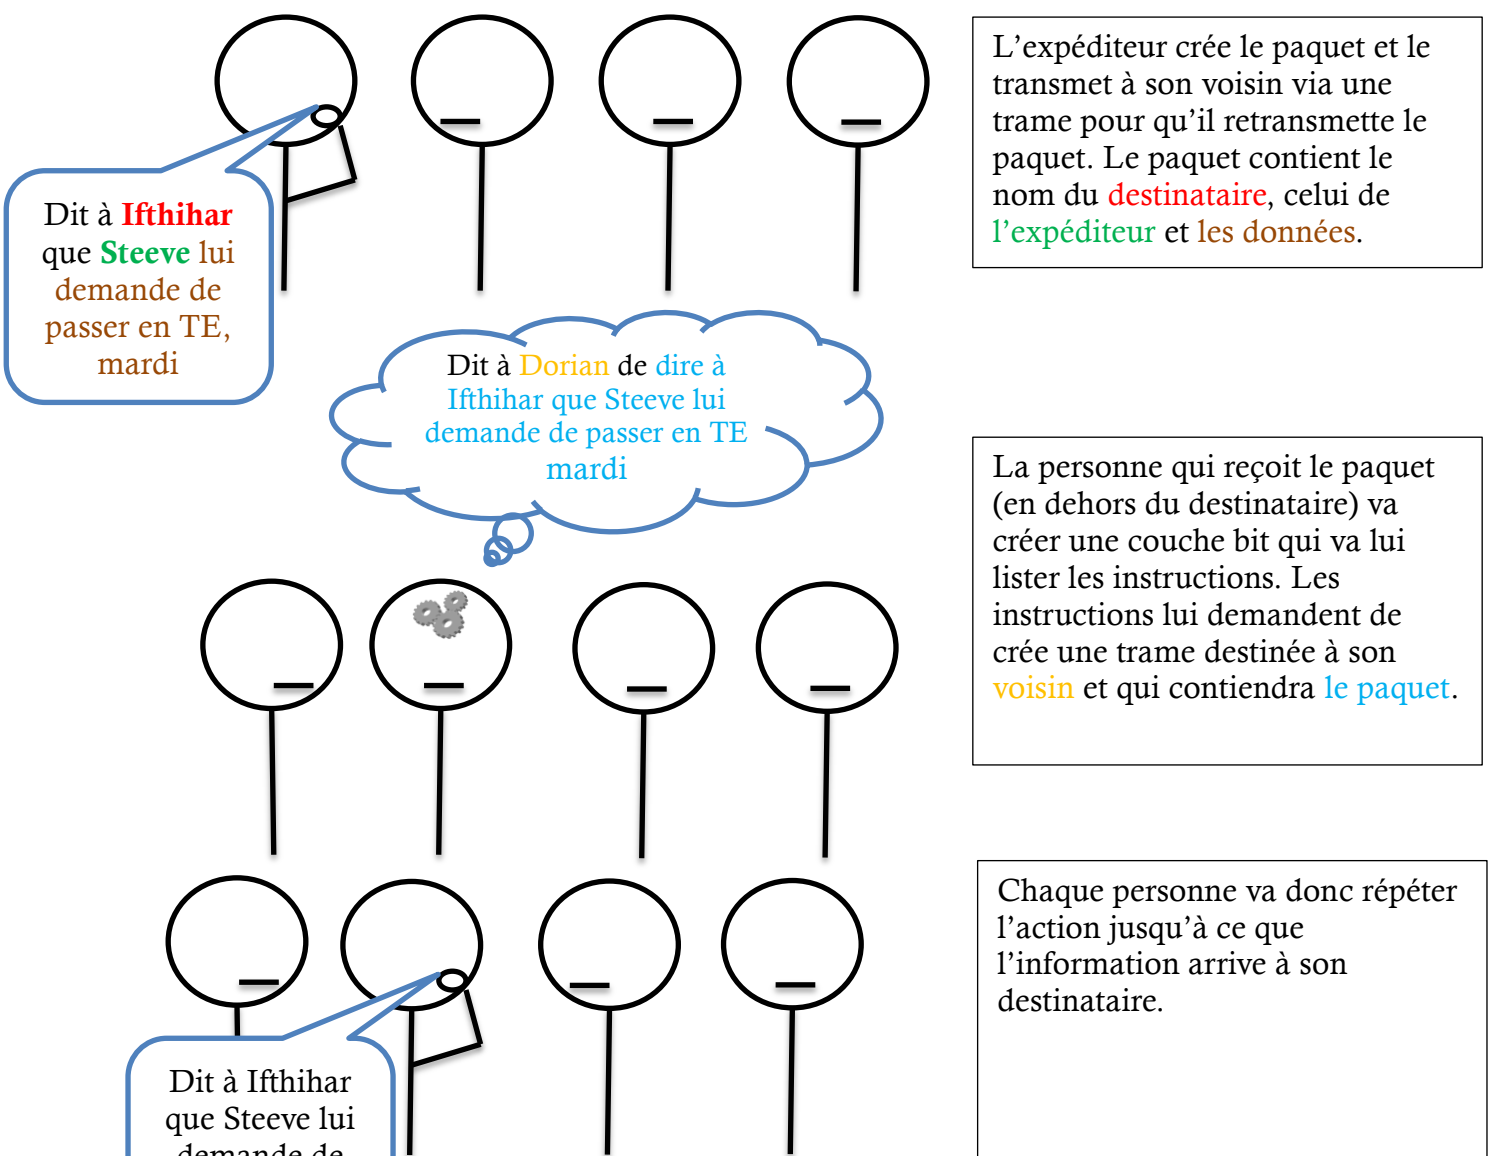 L’expéditeur crée le paquet et le
transmet à son voisin via une
trame pour qu’il retransmette le
paquet. Le paquet contient le
nom du destinataire, celui de
l’expéditeur et les données.
Dit à Ifthihar
que Steeve lui
demande de
passer en TE,
mardi
Dit à Dorian de dire à
Ifthihar que Steeve lui
demande de passer en TE
mardi
La personne qui reçoit le paquet
(en dehors du destinataire) va
créer une couche bit qui va lui
lister les instructions. Les
instructions lui demandent de
crée une trame destinée à son
voisin et qui contiendra le paquet.
Chaque personne va donc répéter
l’action jusqu’à ce que
l’information arrive à son
destinataire.
Dit à Ifthihar
que Steeve lui
demande de